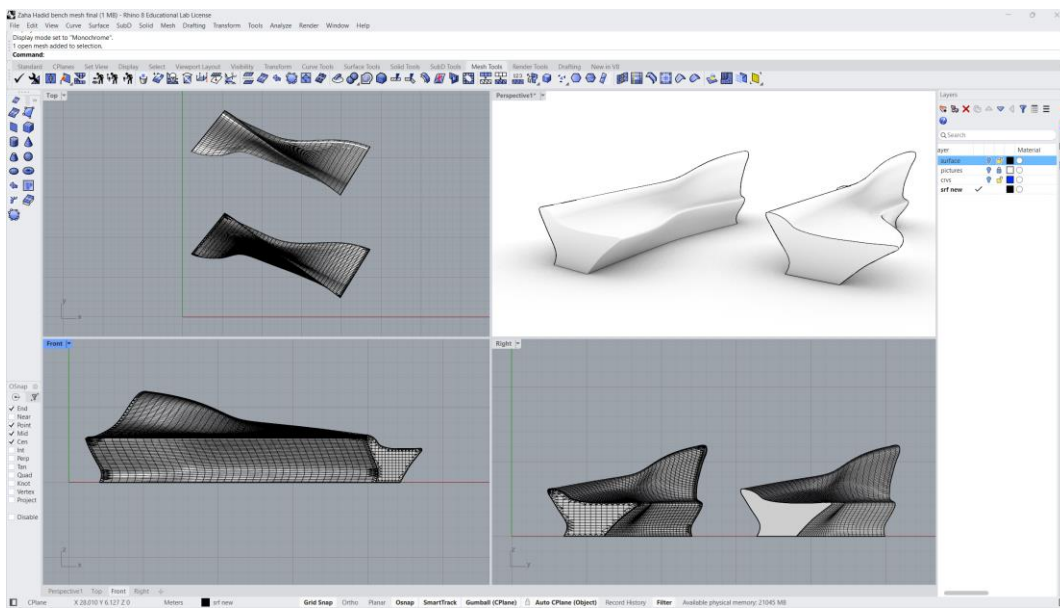 Zaha Hadid bench mesh final (1 MB) - Rhino 8 Educational Lab License
File Edit View Curve Surface SubD Solid Mesh Drafting Transform Tools Analyze Render Window Help
Display mode set to "Monochrome".
1 open mesh added to selection.
Command:
Standard CPlanes Set View Display Select Viewport Layout Visibility Transform Curve Tools Surface Tools Solid Tools SubD Tools Mesh Tools Render Tools Drafting New in V8
Top
Perspective1*
Layers
Search
ayer Material
surface
pictures
crvs
srf new
Front
Right
OSnap
End
Near
Point
Mid
Cen
Int
Perp
Tan
Quad
Knot
Vertex
Project
Disable
y
x
z
x
z
y
Perspective1 Top Front Right
CPlane X 28.010 Y 6.127 Z 0 Meters srf new Grid Snap Ortho Planar Osnap SmartTrack Gumball (CPlane) Auto CPlane (Object) Record History Filter Available physical memory: 21045 MB